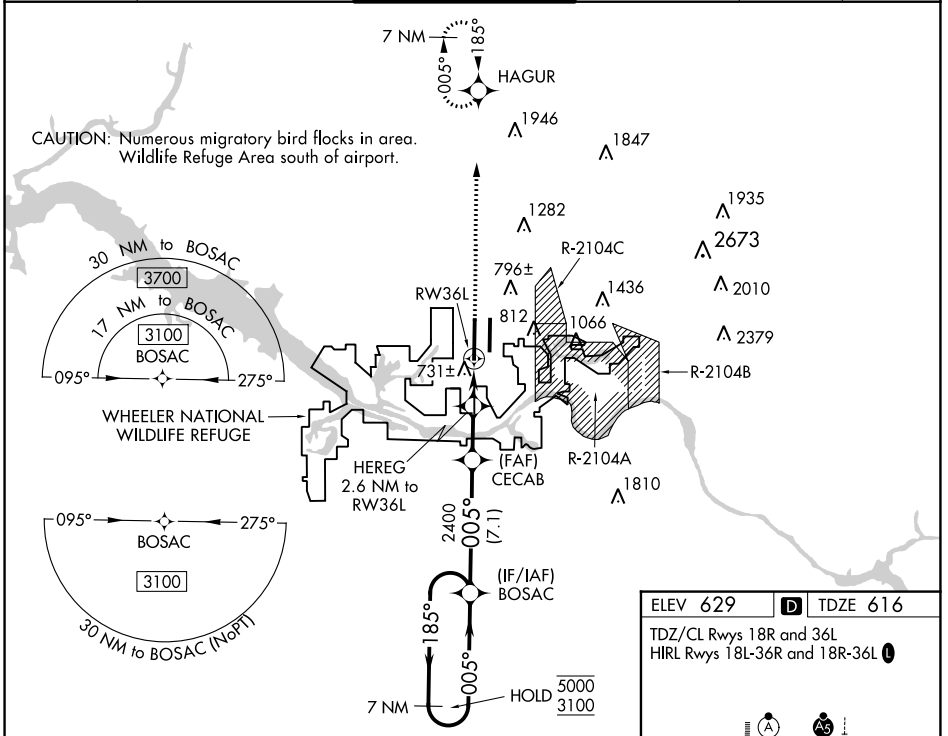 7 NM
185°
005°
HAGUR
1946
1847
CAUTION: Numerous migratory bird flocks in area.
Wildlife Refuge Area south of airport.
1935
1282
2673
R-2104C
30 NM to BOSAC
3700
796±
1436
2010
RW36L
17 NM to BOSAC
3100
BOSAC
812
1066
2379
095°
275°
731±
R-2104B
WHEELER NATIONAL
WILDLIFE REFUGE
HEREG
2.6 NM to
RW36L
(FAF)
CECAB
R-2104A
1810
095°
275°
BOSAC
3100
30 NM to BOSAC (NoPT)
2400
005°
(7.1)
(IF/IAF)
BOSAC
185°
005°
7 NM
HOLD
5000
3100
ELEV 629
D
TDZE 616
TDZ/CL Rwys 18R and 36L
HIRL Rwys 18L-36R and 18R-36L L
A
A5